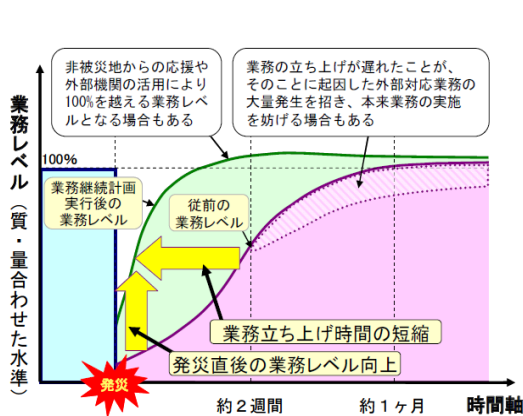 非被災地からの応援や
外部機関の活用により
100%を越える業務レベ
ルとなる場合もある
業務の立ち上げが遅れたことが、
そのことに起因した外部対応業務の
大量発生を招き、本来業務の実施
を妨げる場合もある
業務レベル（質・量合わせた水準）
100%
業務継続計画
実行後の
業務レベル
従前の
業務レベル
業務立ち上げ時間の短縮
発災直後の業務レベル向上
発災
約２週間
約１ヶ月
時間軸